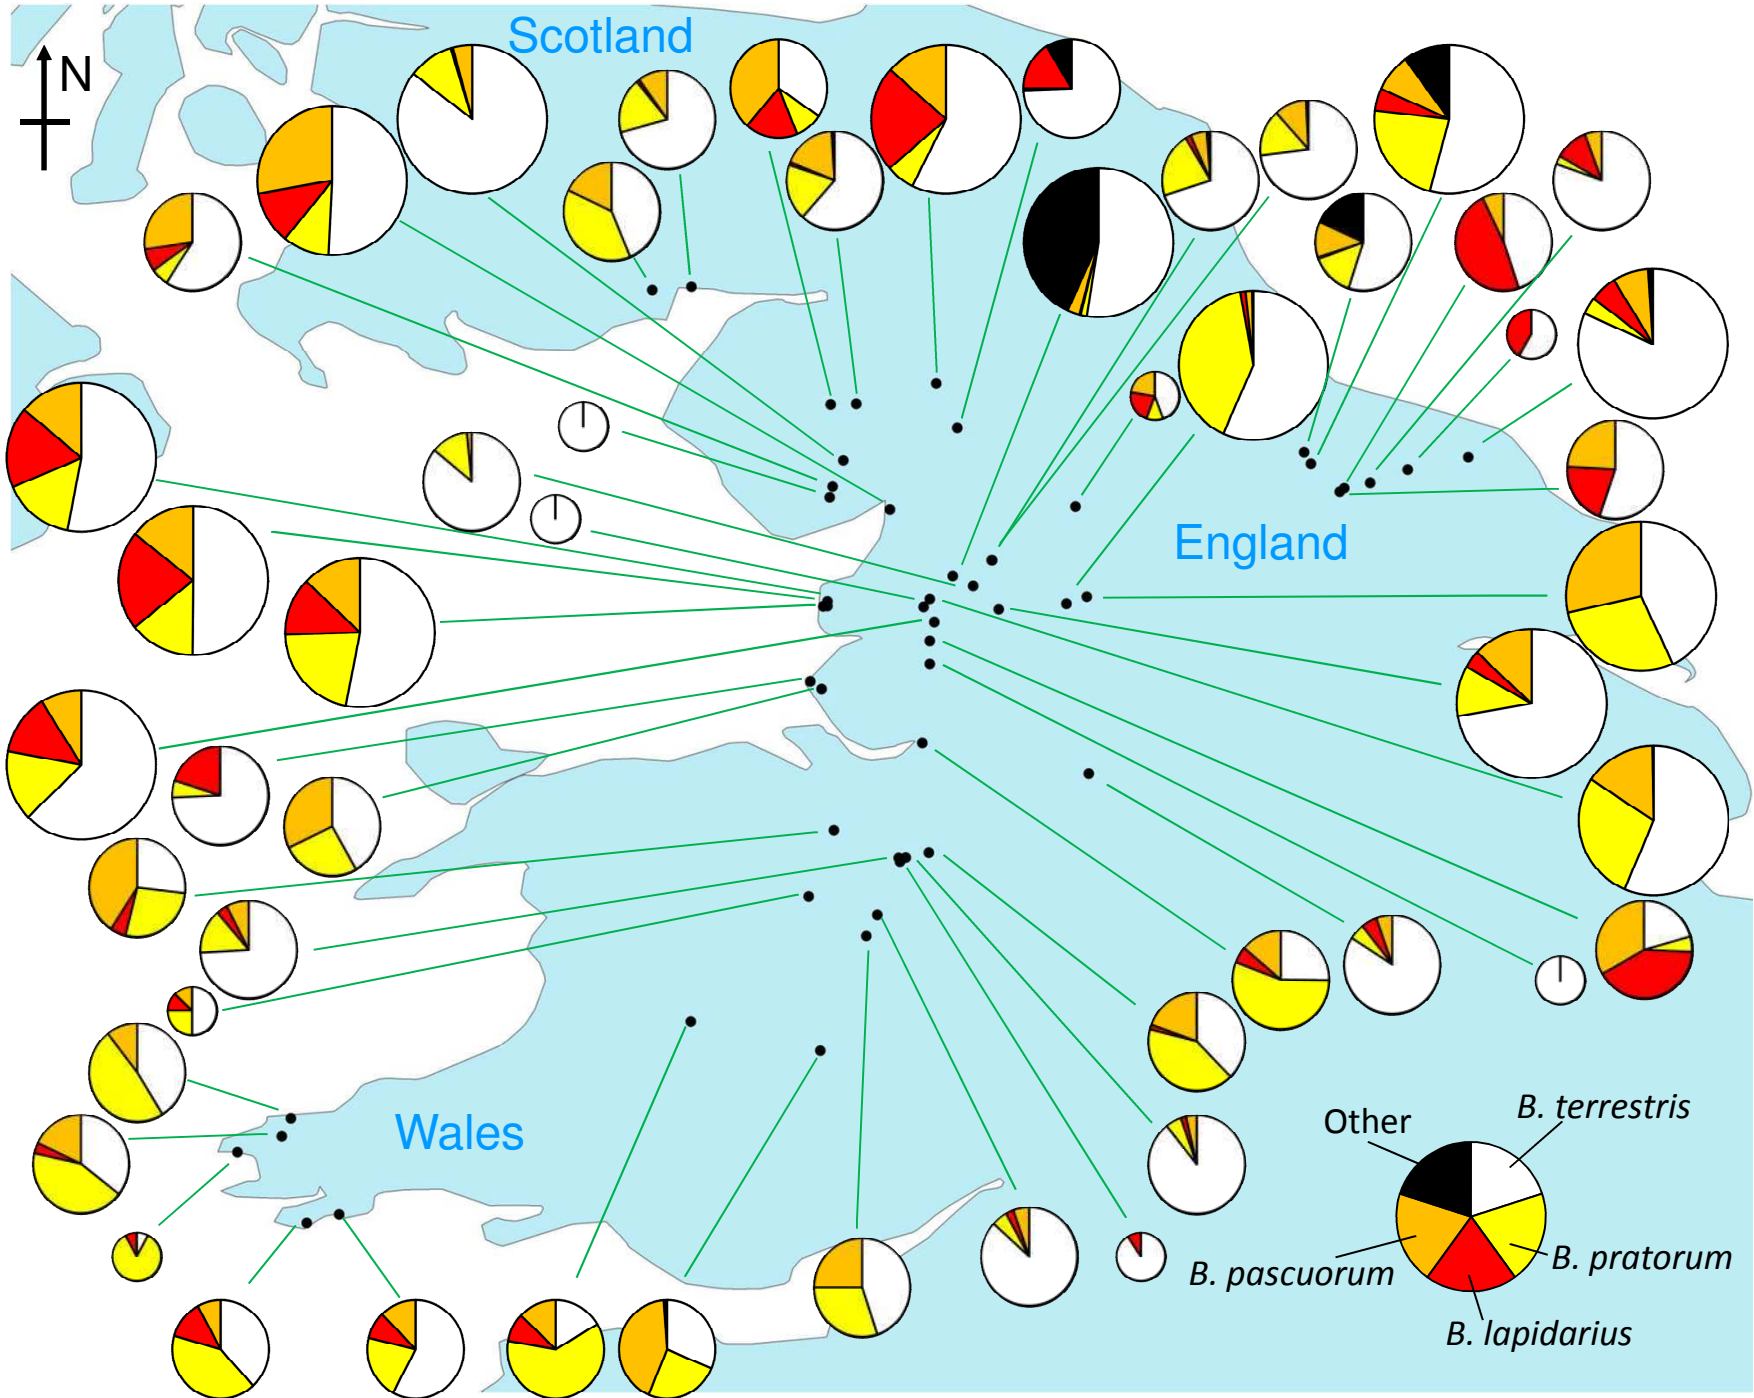 Scotland
N
England
Wales
Other
B. terrestris
B. pascuorum
B. pratorum
B. lapidarius